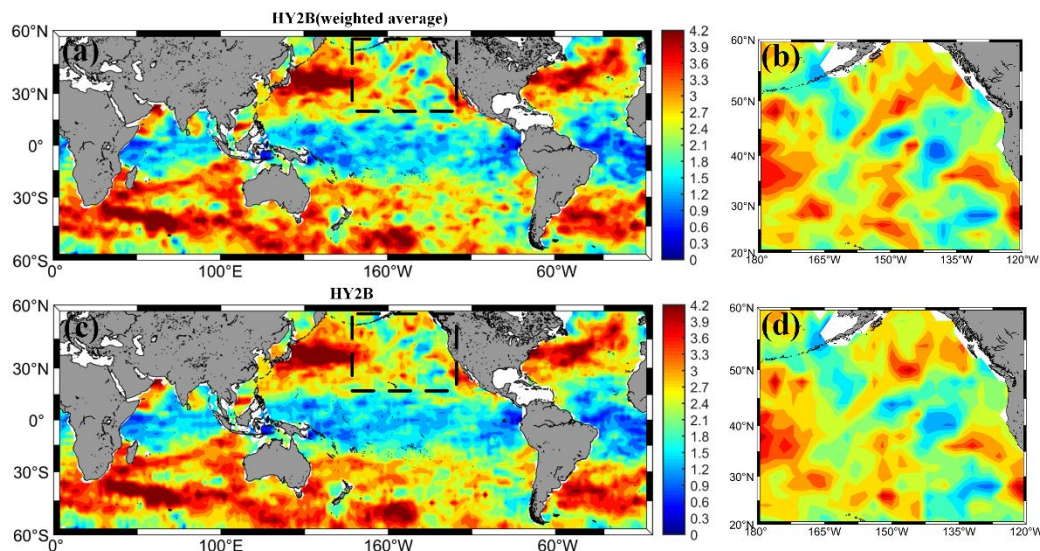 HY2B(weighted average)
(a)
60°N
30°N
0°
30°S
60°S
0°
100°E
160°W
60°W
4.2
3.9
3.6
3.3
3
2.7
2.4
2.1
1.8
1.5
1.2
0.9
0.6
0.3
0
(b)
60°N
50°N
40°N
30°N
20°N
180°
165°W
150°W
135°W
120°W
HY2B
(c)
60°N
30°N
0°
30°S
60°S
0°
100°E
160°W
60°W
4.2
3.9
3.6
3.3
3
2.7
2.4
2.1
1.8
1.5
1.2
0.9
0.6
0.3
0
(d)
60°N
50°N
40°N
30°N
20°N
180°
165°W
150°W
135°W
120°W